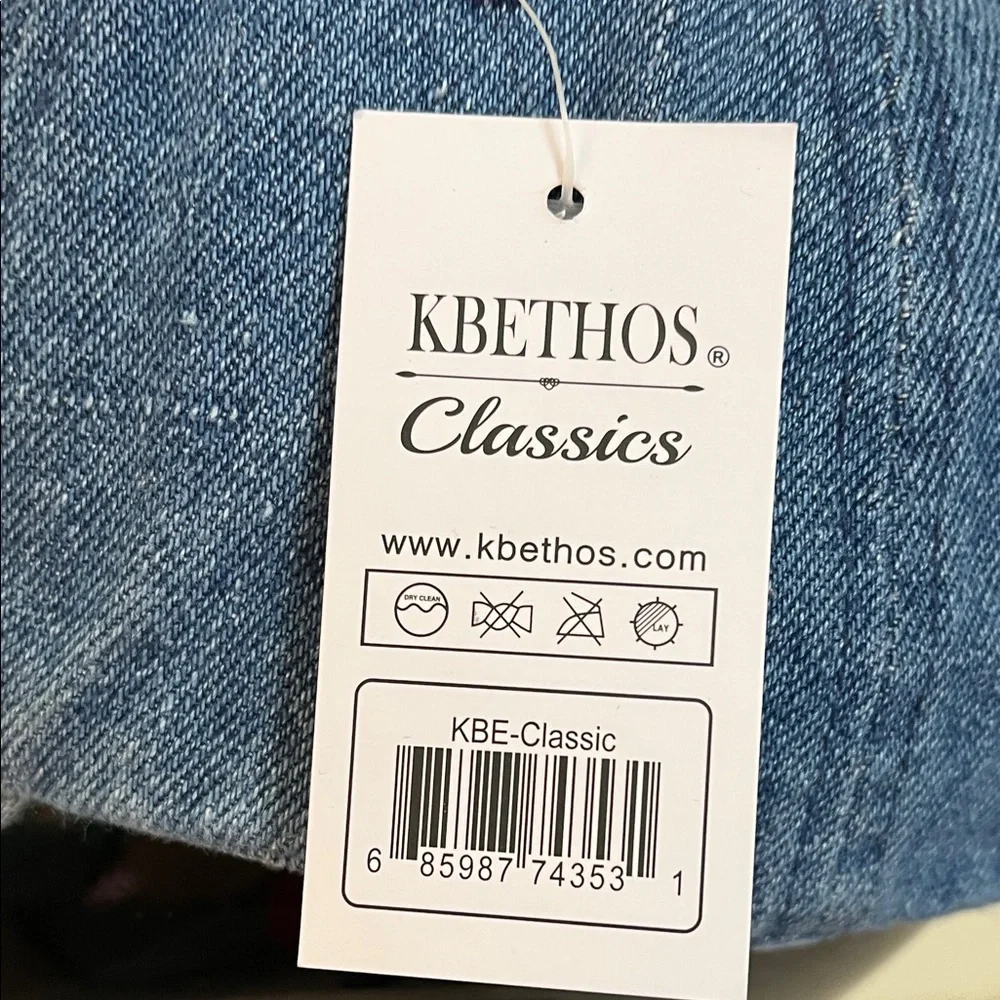 KBETHOS®
Classics
www.kbethos.com
DRY CLEAN
LAY
KBE-Classic
6 85987 74353 1